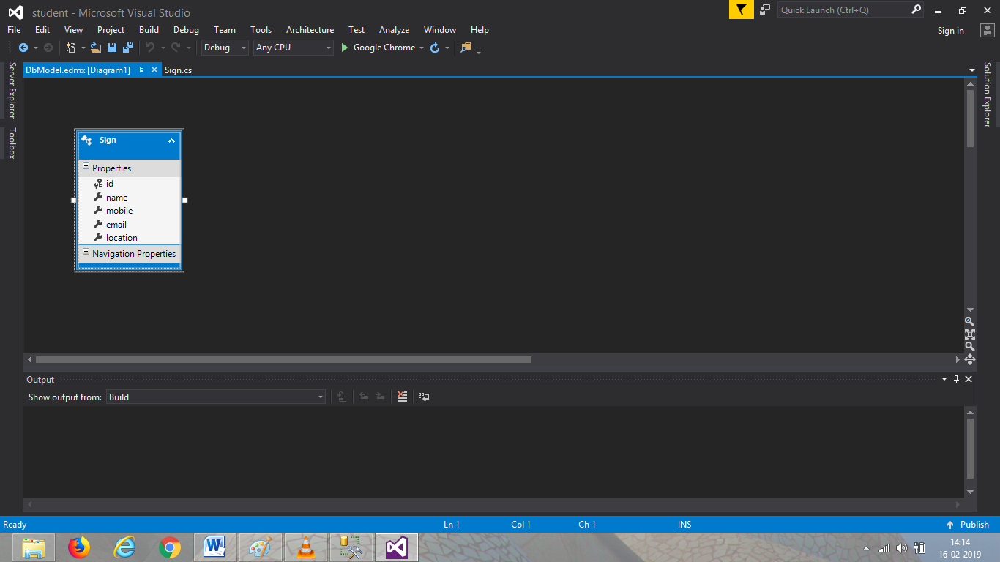 student - Microsoft Visual Studio
Quick Launch (Ctrl+Q)
File Edit View Project Build Debug Team Tools Architecture Test Analyze Window Help
Sign in
Debug Any CPU Google Chrome
DbModel.edmx [Diagram1] Sign.cs
Server Explorer
Toolbox
Solution Explorer
Sign
Properties
id
name
mobile
email
location
Navigation Properties
Output
Show output from: Build
Ready Ln 1 Col 1 Ch 1 INS Publish
14:14
16-02-2019